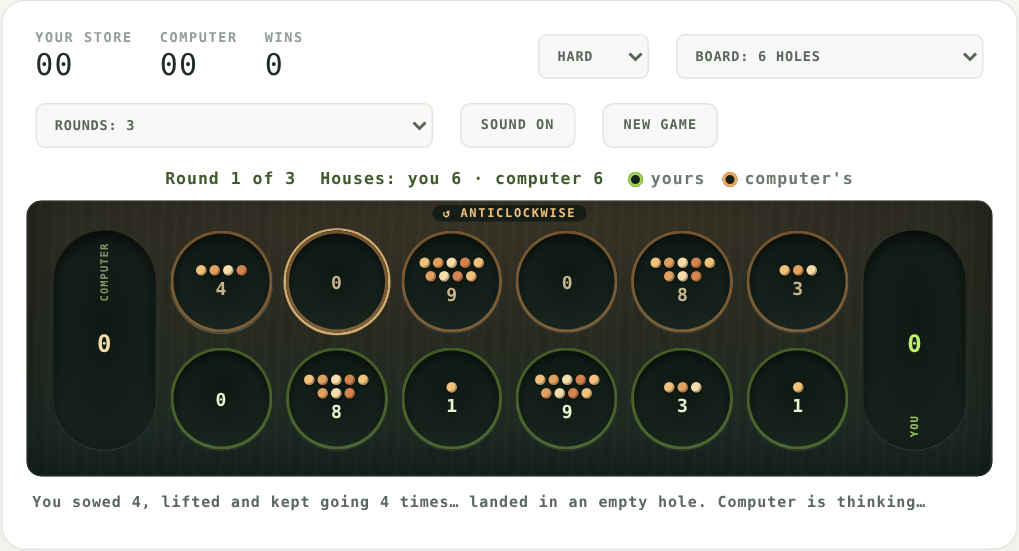 YOUR STORE COMPUTER WINS
00 00 0
HARD
BOARD: 6 HOLES
ROUNDS: 3
SOUND ON
NEW GAME
Round 1 of 3 Houses: you 6 · computer 6 yours computer's
↺ ANTICLOCKWISE
COMPUTER
0
4 0 9 0 8 3
0 8 1 9 3 1
0
YOU
You sowed 4, lifted and kept going 4 times… landed in an empty hole. Computer is thinking…